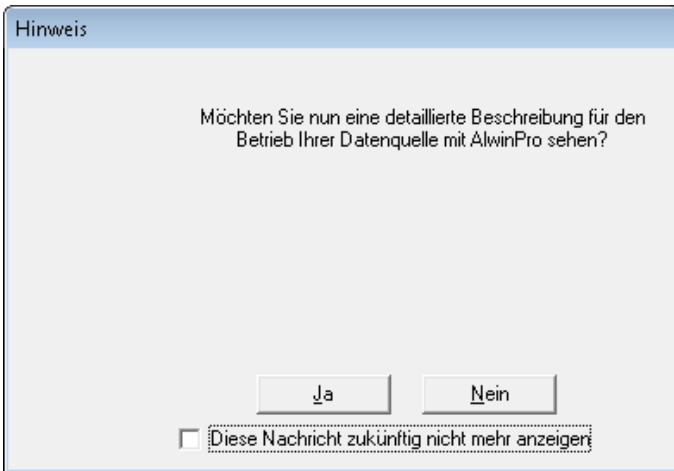 Hinweis
Möchten Sie nun eine detaillierte Beschreibung für den
Betrieb Ihrer Datenquelle mit AlwinPro sehen?
Ja Nein
Diese Nachricht zukünftig nicht mehr anzeigen